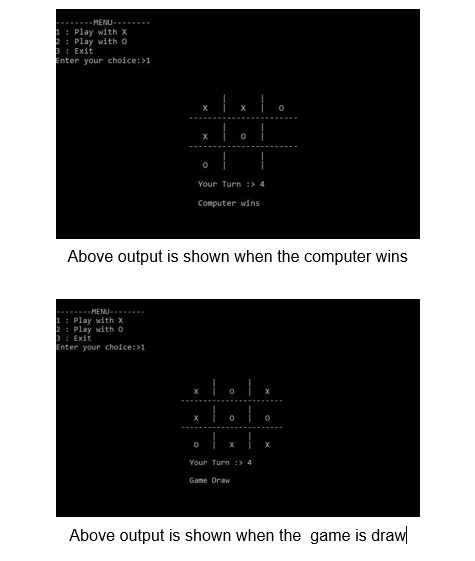 --------MENU--------
1 : Play with X
2 : Play with O
3 : Exit
Enter your choice:>1
X | X | O
X | O |
O | |
Your Turn :> 4
Computer wins
Above output is shown when the computer wins
--------MENU--------
1 : Play with X
2 : Play with O
3 : Exit
Enter your choice:>1
X | O | X
X | O | O
O | X | X
Your Turn :> 4
Game Draw
Above output is shown when the  game is draw